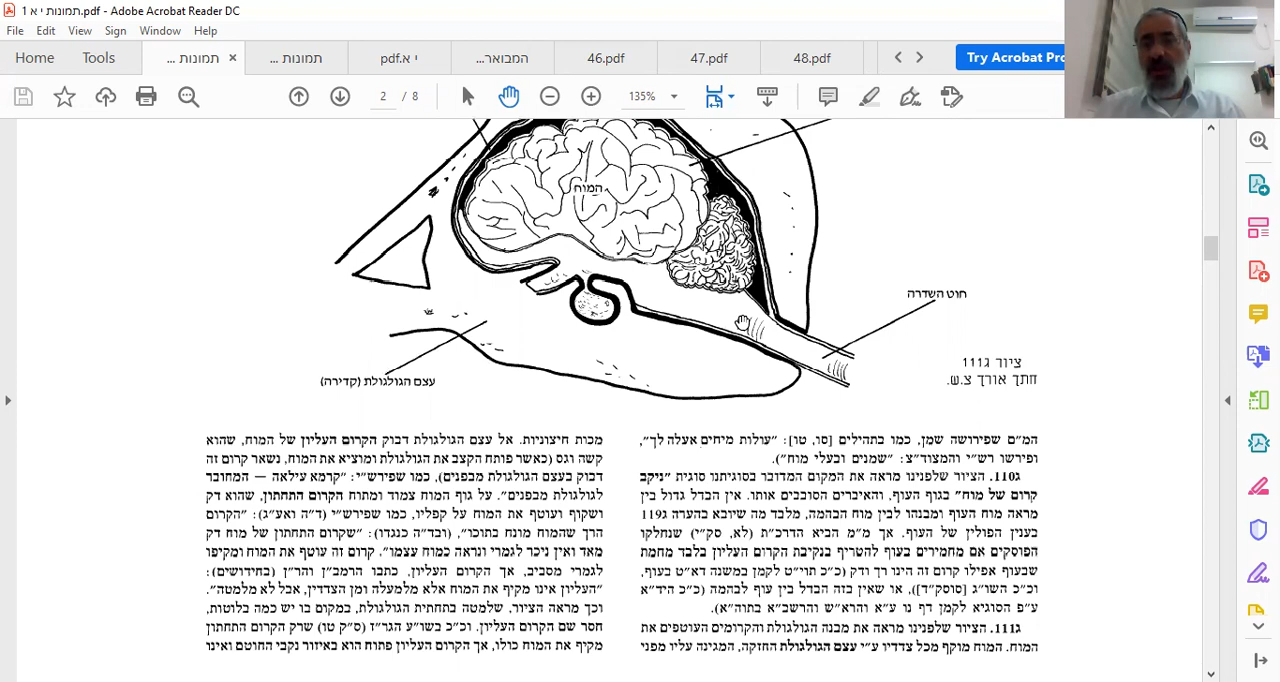 תמונות י א 1.pdf - Adobe Acrobat Reader DC
File Edit View Sign Window Help
Home Tools תמונות ... × תמונות ... י א.pdf המבואר... 46.pdf 47.pdf 48.pdf Try Acrobat Pro
2 / 8 135%
המוח
חוט השדרה
עצם הגולגולת (קדירה)
ציור ג111
חתך אורך צ.ש.
המ"ם שפירושה שמן, כמו בתהילים [סו, טו]: "עולות מיחים אעלה לך",
ופירשו רש"י והמצוד"צ: "שמנים ובעלי מוח").
ג110. הציור שלפנינו מראה את המקום המדובר בסוגיתנו סוגית "ניקב
קרום של מוח" בגוף העוף, והאיברים הסובבים אותו. אין הבדל גדול בין
מראה מוח העוף ומבנהו לבין מוח הבהמה, מלבד מה שיובא בהערה ג119
בענין הפולין של העוף. אך מ"מ הביא הדרכ"ת (לא, סק"י) שנחלקו
הפוסקים אם מחמירים בעוף להטריף בנקיבת הקרום העליון בלבד מחמת
שבעוף אפילו קרום זה הינו רך ודק (כ"כ תוי"ט לקמן במשנה דא"ט בעוף,
וכ"כ השו"ג [סוסק"ד]), או שאין בזה הבדל בין עוף לבהמה (כ"כ היד"א
ע"פ הסוגיא לקמן דף נו ע"א והרא"ש והרשב"א בתוה"א).
ג111. הציור שלפנינו מראה את מבנה הגולגולת והקרומים העוטפים את
המוח. המוח מוקף מכל צדדיו ע"י עצם הגולגולת החזקה, המגינה עליו מפני
מכות חיצוניות. אל עצם הגולגולת דבוק הקרום העליון של המוח, שהוא
קשה וגס (כאשר פותח הקצב את הגולגולת ומוציא את המוח, נשאר קרום זה
דבוק בעצם הגולגולת מבפנים), כמו שפירש"י: "קרמא עילאה — המחובר
לגולגולת מבפנים". על גוף המוח צמוד ומתוח הקרום התחתון, שהוא דק
ושקוף ועוטף את המוח על קפליו, כמו שפירש"י (ד"ה ואע"ג): "הקרום
הרך שהמוח מונח בתוכו", (ובד"ה כנגדו): "שקרום התחתון של מוח דק
מאד ואין ניכר לגמרי ונראה כמוח עצמו". קרום זה עוטף את המוח ומקיפו
לגמרי מסביב, אך הקרום העליון, כתבו הרמב"ן והר"ן (בחידושים):
"העליון אינו מקיף את המוח אלא מלמעלה ומן הצדדין, אבל לא מלמטה".
וכך מראה הציור, שלמטה בתחתית הגולגולת, במקום בו יש כמה בלוטות,
חסר שם הקרום העליון. וכ"כ בשו"ע הגר"ז (ס"ק טו) שרק הקרום התחתון
מקיף את המוח כולו, אך הקרום העליון פתוח הוא באיזור נקבי החוטם ואינו